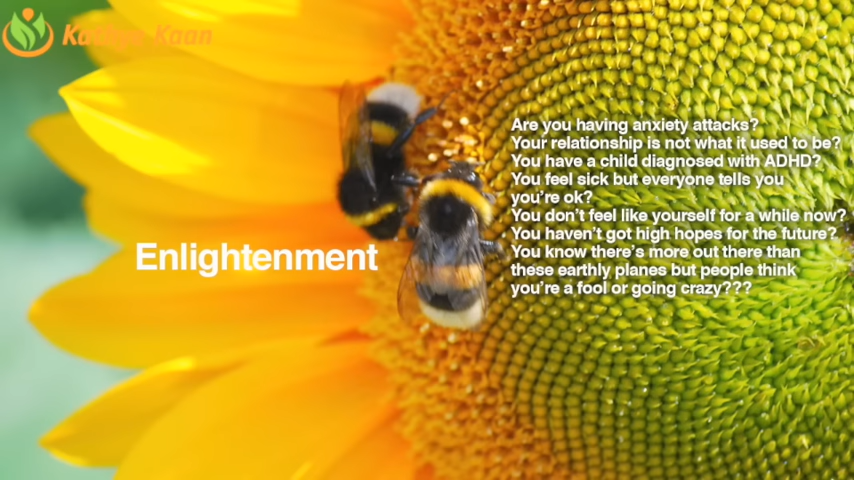 Kathye Kaan
Are you having anxiety attacks?
Your relationship is not what it used to be?
You have a child diagnosed with ADHD?
You feel sick but everyone tells you
you're ok?
You don't feel like yourself for a while now?
You haven't got high hopes for the future?
You know there's more out there than
these earthly planes but people think
you're a fool or going crazy???
Enlightenment